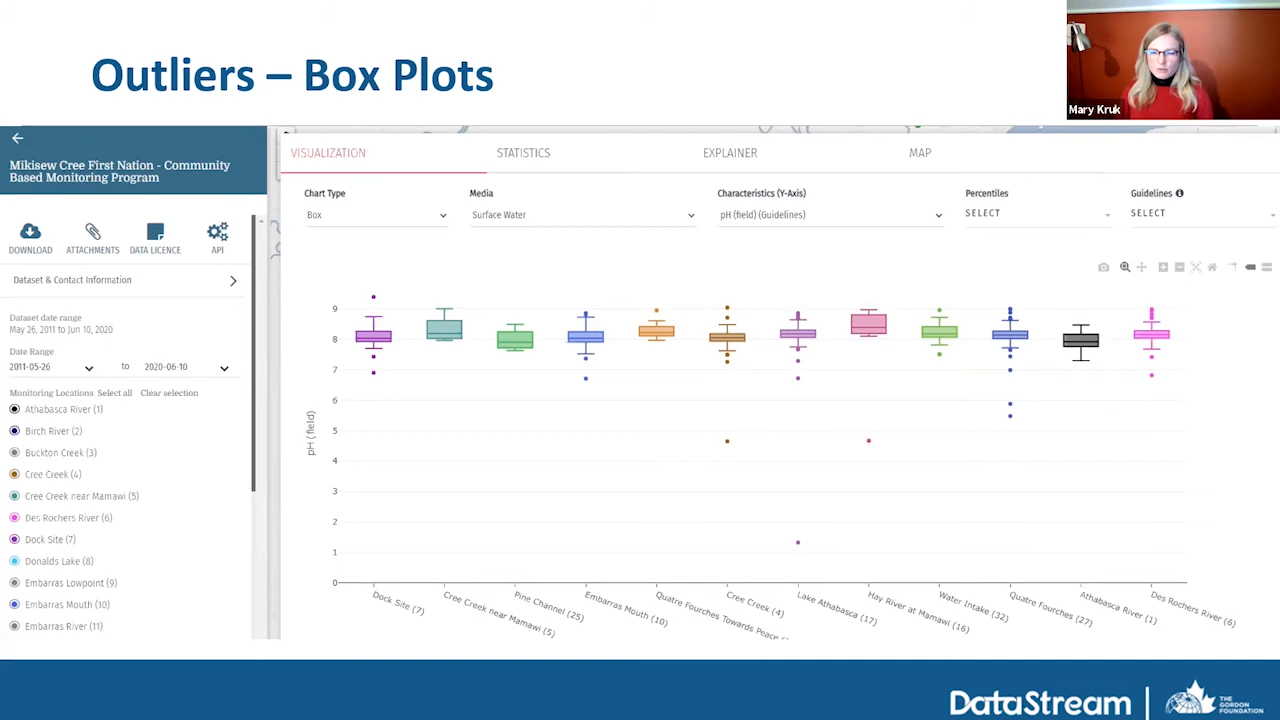 Outliers – Box Plots
Mary Kruk
Mikisew Cree First Nation - Community
Based Monitoring Program
DOWNLOAD ATTACHMENTS DATA LICENCE API
Dataset & Contact Information
Dataset date range
May 26, 2011 to Jun 10, 2020
Date Range
2011-05-26 to 2020-06-10
Monitoring Locations Select all Clear selection
Athabasca River (1)
Birch River (2)
Buckton Creek (3)
Cree Creek (4)
Cree Creek near Mamawi (5)
Des Rochers River (6)
Dock Site (7)
Donalds Lake (8)
Embarras Lowpoint (9)
Embarras Mouth (10)
Embarras River (11)
VISUALIZATION STATISTICS EXPLAINER MAP
Chart Type Media Characteristics (Y-Axis) Percentiles Guidelines
Box Surface Water pH (field) (Guidelines) SELECT SELECT
9
8
7
6
5
4
3
2
1
0
pH (field)
Dock Site (7)
Cree Creek near Mamawi (5)
Pine Channel (25)
Embarras Mouth (10)
Quatre Fourches Towards Peace
Cree Creek (4)
Lake Athabasca (17)
Hay River at Mamawi (16)
Water Intake (32)
Quatre Fourches (27)
Athabasca River (1)
Des Rochers River (6)
DataStream
THE
GORDON
FOUNDATION